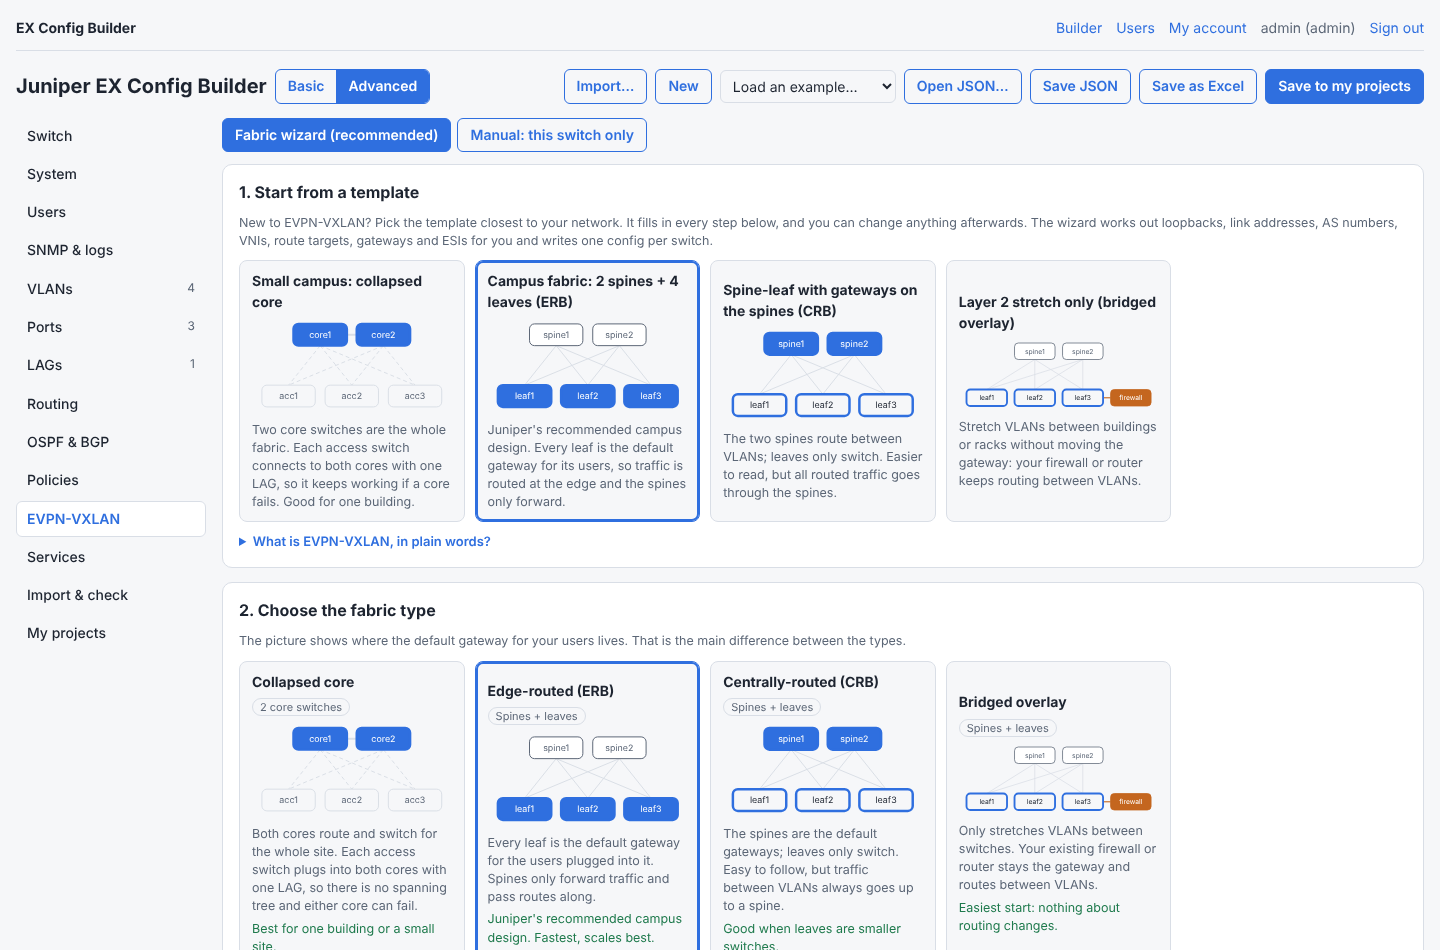 EX Config Builder
Builder Users My account admin (admin) Sign out
Juniper EX Config Builder Basic Advanced Import... New Load an example... Open JSON... Save JSON Save as Excel Save to my projects
Switch
System
Users
SNMP & logs
VLANs 4
Ports 3
LAGs 1
Routing
OSPF & BGP
Policies
EVPN-VXLAN
Services
Import & check
My projects
Fabric wizard (recommended) Manual: this switch only
1. Start from a template
New to EVPN-VXLAN? Pick the template closest to your network. It fills in every step below, and you can change anything afterwards. The wizard works out loopbacks, link addresses, AS numbers,
VNIs, route targets, gateways and ESIs for you and writes one config per switch.
Small campus: collapsed
core
core1 core2
acc1 acc2 acc3
Two core switches are the whole
fabric. Each access switch
connects to both cores with one
LAG, so it keeps working if a core
fails. Good for one building.
Campus fabric: 2 spines + 4
leaves (ERB)
spine1 spine2
leaf1 leaf2 leaf3
Juniper's recommended campus
design. Every leaf is the default
gateway for its users, so traffic is
routed at the edge and the spines
only forward.
Spine-leaf with gateways on
the spines (CRB)
spine1 spine2
leaf1 leaf2 leaf3
The two spines route between
VLANs; leaves only switch. Easier
to read, but all routed traffic goes
through the spines.
Layer 2 stretch only (bridged
overlay)
spine1 spine2
leaf1 leaf2 leaf3 firewall
Stretch VLANs between buildings
or racks without moving the
gateway: your firewall or router
keeps routing between VLANs.
What is EVPN-VXLAN, in plain words?
2. Choose the fabric type
The picture shows where the default gateway for your users lives. That is the main difference between the types.
Collapsed core
2 core switches
core1 core2
acc1 acc2 acc3
Both cores route and switch for
the whole site. Each access
switch plugs into both cores with
one LAG, so there is no spanning
tree and either core can fail.
Best for one building or a small
site.
Edge-routed (ERB)
Spines + leaves
spine1 spine2
leaf1 leaf2 leaf3
Every leaf is the default gateway
for the users plugged into it.
Spines only forward traffic and
pass routes along.
Juniper's recommended campus
design. Fastest, scales best.
Centrally-routed (CRB)
Spines + leaves
spine1 spine2
leaf1 leaf2 leaf3
The spines are the default
gateways; leaves only switch.
Easy to follow, but traffic
between VLANs always goes up
to a spine.
Good when leaves are smaller
switches.
Bridged overlay
Spines + leaves
spine1 spine2
leaf1 leaf2 leaf3 firewall
Only stretches VLANs between
switches. Your existing firewall or
router stays the gateway and
routes between VLANs.
Easiest start: nothing about
routing changes.